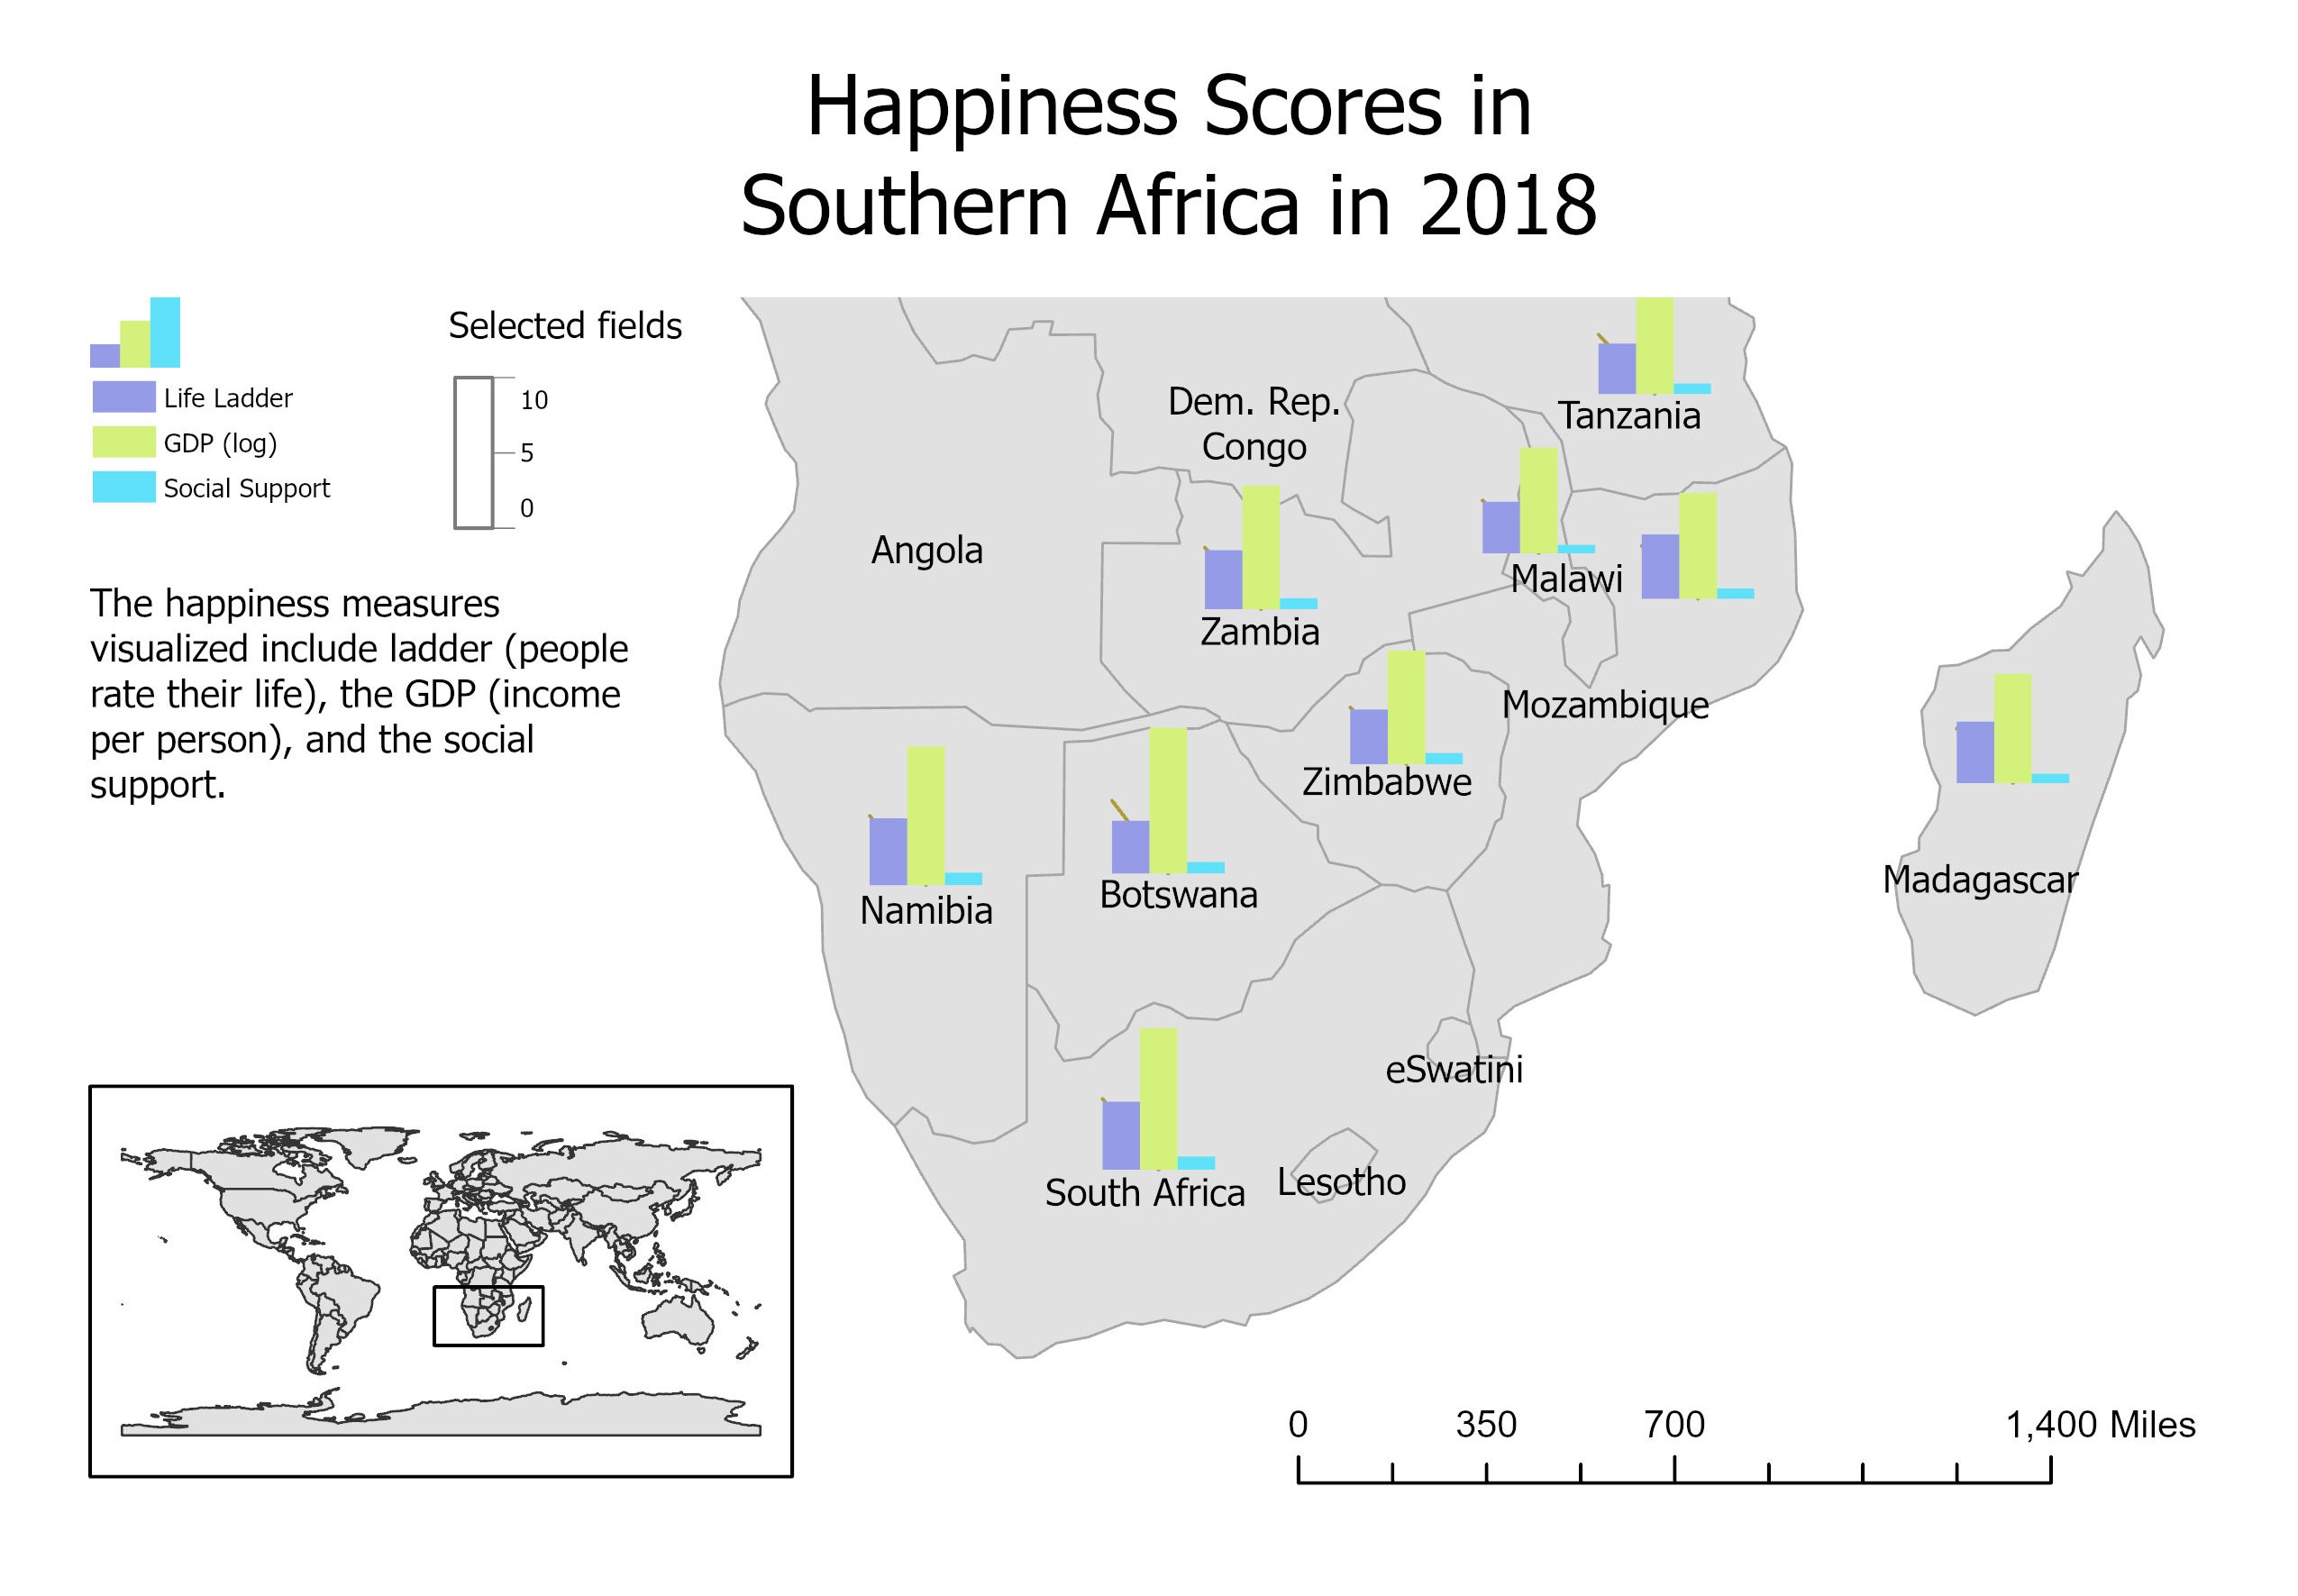 Happiness Scores in
Southern Africa in 2018
Selected fields
Life Ladder
GDP (log)
Social Support
10
5
0
The happiness measures
visualized include ladder (people
rate their life), the GDP (income
per person), and the social
support.
Dem. Rep.
Congo
Tanzania
Angola
Malawi
Zambia
Mozambique
Zimbabwe
Madagascar
Botswana
Namibia
eSwatini
Lesotho
South Africa
0 350 700 1,400 Miles